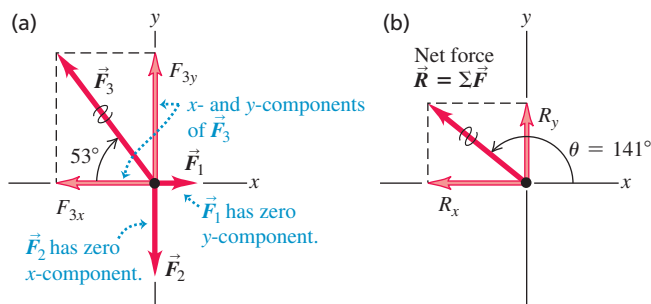 (a)
y
F⃗3
F3y
x- and y-components
of F⃗3
53°
F⃗1
x
F3x
F⃗1 has zero
y-component.
F⃗2 has zero
x-component.
F⃗2
(b)
y
Net force
R⃗ = ΣF⃗
Ry
θ = 141°
x
Rx